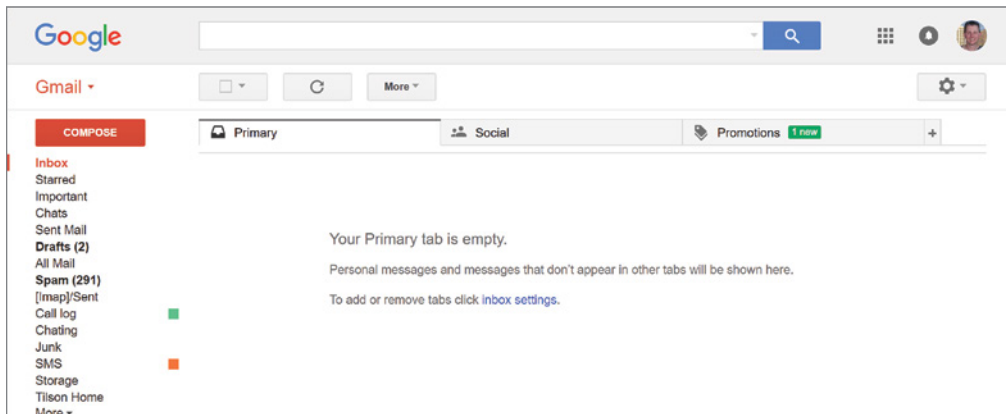 Google
Gmail
More
COMPOSE
Primary
Social
Promotions 1 new
+
Inbox
Starred
Important
Chats
Sent Mail
Drafts (2)
All Mail
Spam (291)
[Imap]/Sent
Call log
Chating
Junk
SMS
Storage
Tilson Home
More
Your Primary tab is empty.
Personal messages and messages that don't appear in other tabs will be shown here.
To add or remove tabs click inbox settings.